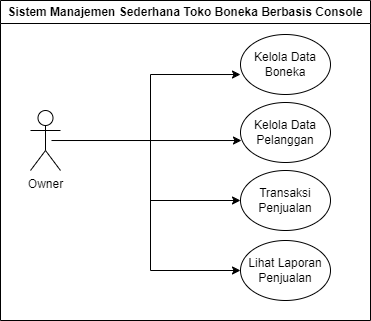 Sistem Manajemen Sederhana Toko Boneka Berbasis Console
Kelola Data
Boneka
Kelola Data
Pelanggan
Owner
Transaksi
Penjualan
Lihat Laporan
Penjualan